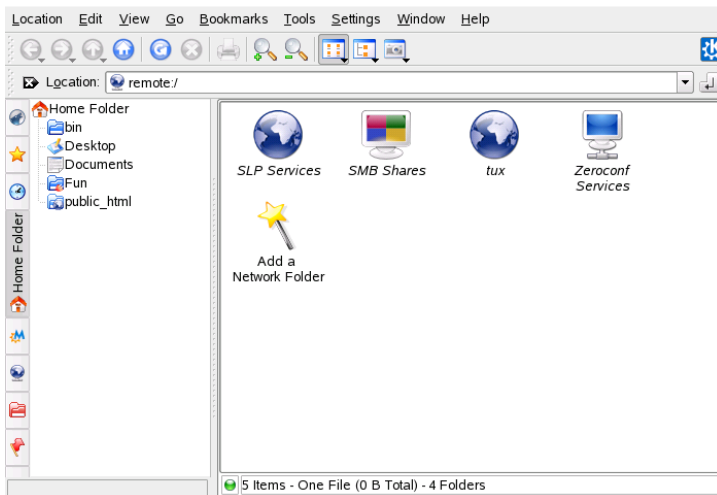 Location Edit View Go Bookmarks Tools Settings Window Help
Location: remote:/
Home Folder
bin
Desktop
Documents
Fun
public_html
Home Folder
SLP Services
SMB Shares
tux
Zeroconf
Services
Add a
Network Folder
5 Items - One File (0 B Total) - 4 Folders